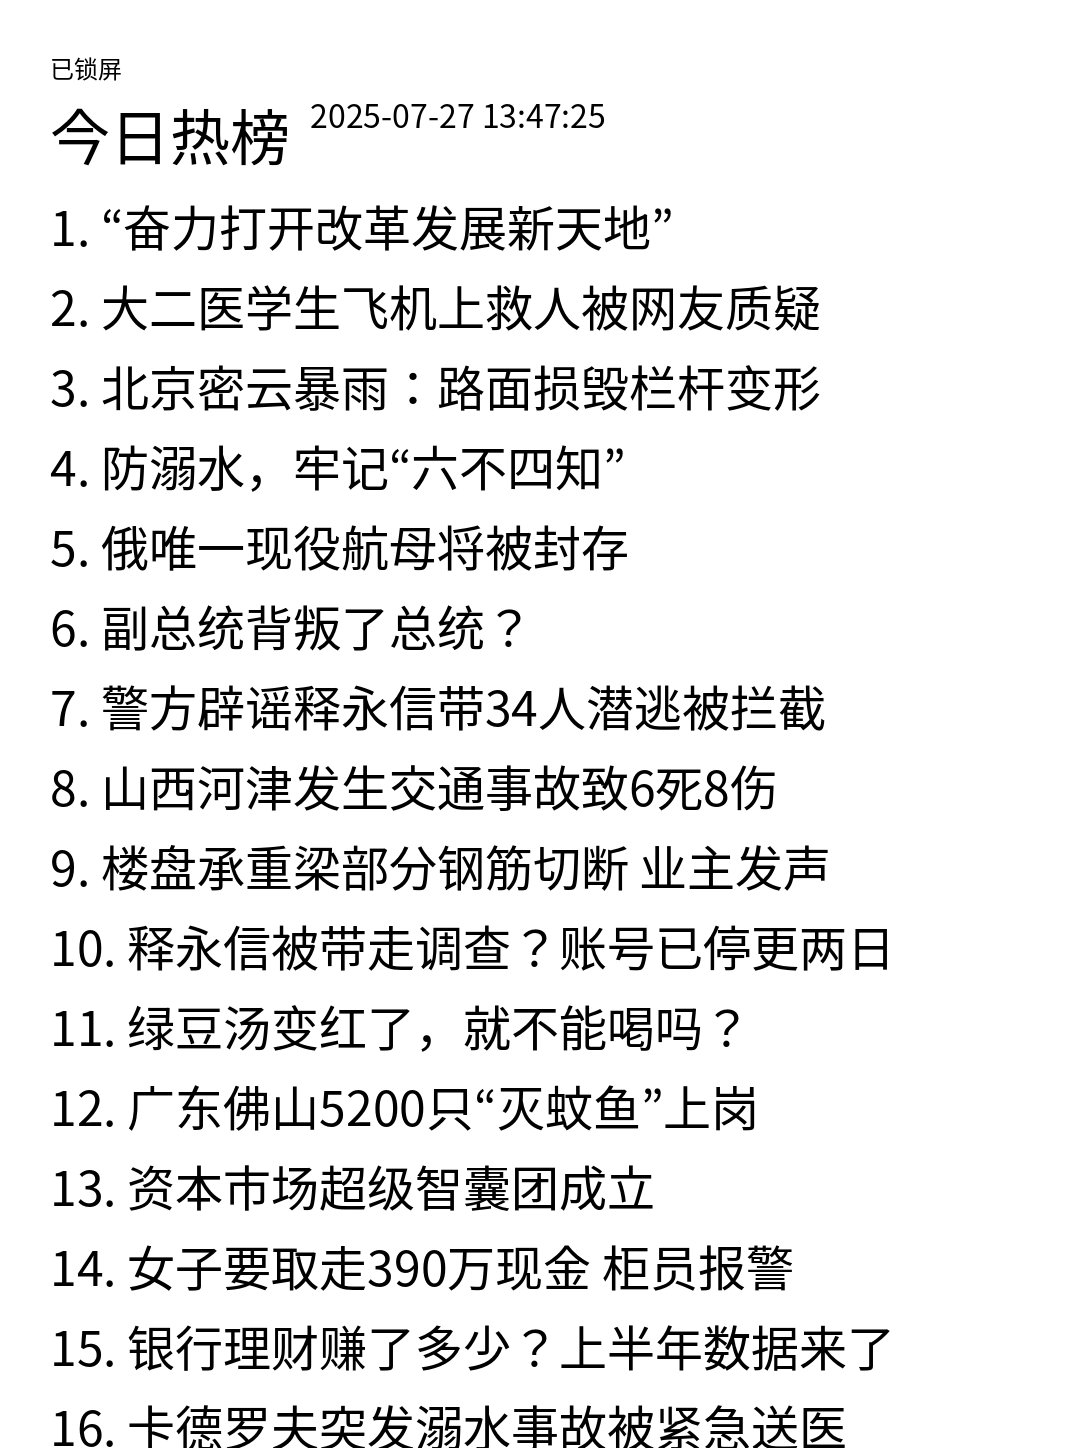 已锁屏
今日热榜 2025-07-27 13:47:25
1. “奋力打开改革发展新天地”
2. 大二医学生飞机上救人被网友质疑
3. 北京密云暴雨：路面损毁栏杆变形
4. 防溺水，牢记“六不四知”
5. 俄唯一现役航母将被封存
6. 副总统背叛了总统？
7. 警方辟谣释永信带34人潜逃被拦截
8. 山西河津发生交通事故致6死8伤
9. 楼盘承重梁部分钢筋切断 业主发声
10. 释永信被带走调查？账号已停更两日
11. 绿豆汤变红了，就不能喝吗？
12. 广东佛山5200只“灭蚊鱼”上岗
13. 资本市场超级智囊团成立
14. 女子要取走390万现金 柜员报警
15. 银行理财赚了多少？上半年数据来了
16. 卡德罗夫突发溺水事故被紧急送医